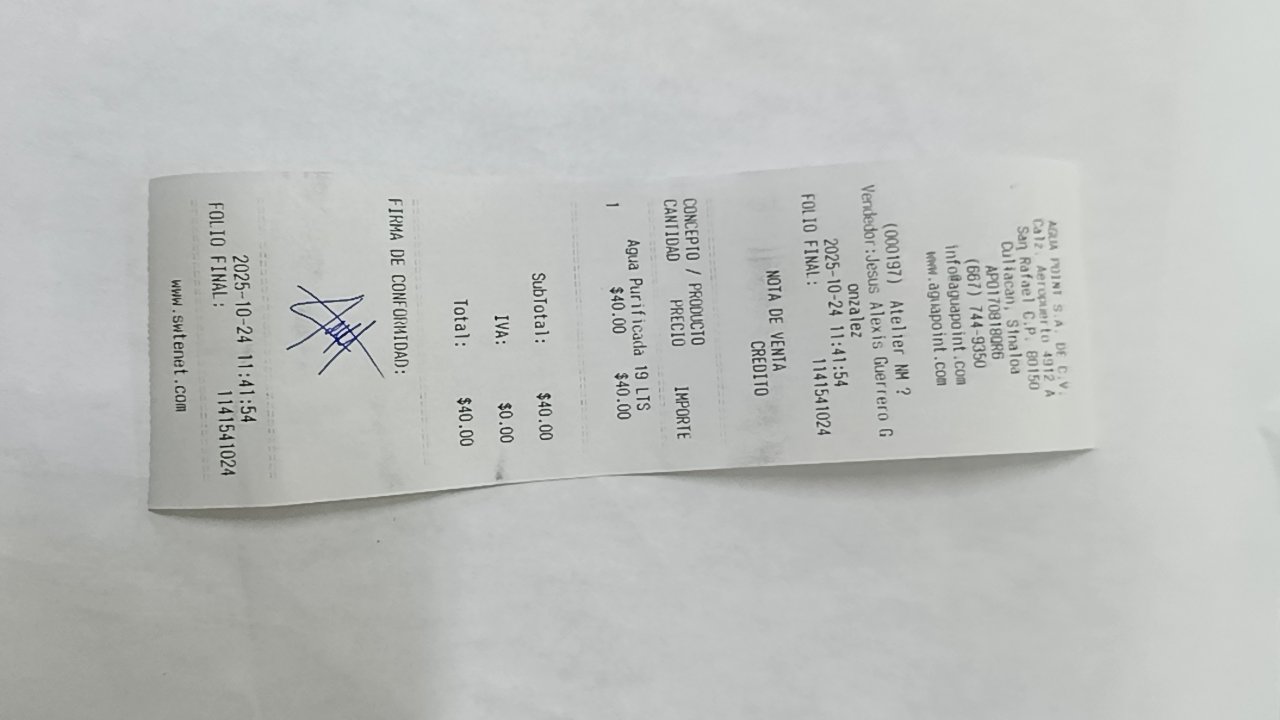 AGUA POINT S.A. DE C.V.
Calz. Aeropuerto 4912 A
San Rafael C.P. 80150
Culiacan, Sinaloa
APO170818QR6
(667) 744-9350
info@aguapoint.com
www.aguapoint.com
(000197) Atelier NM ?
Vendedor:Jesus Alexis Guerrero G
onzalez
2025-10-24 11:41:54
FOLIO FINAL: 1141541024
NOTA DE VENTA
CREDITO
CONCEPTO / PRODUCTO
CANTIDAD PRECIO IMPORTE
Agua Purificada 19 LTS
1 $40.00 $40.00
SubTotal: $40.00
IVA: $0.00
Total: $40.00
FIRMA DE CONFORMIDAD:
2025-10-24 11:41:54
FOLIO FINAL: 1141541024
www.swtenet.com